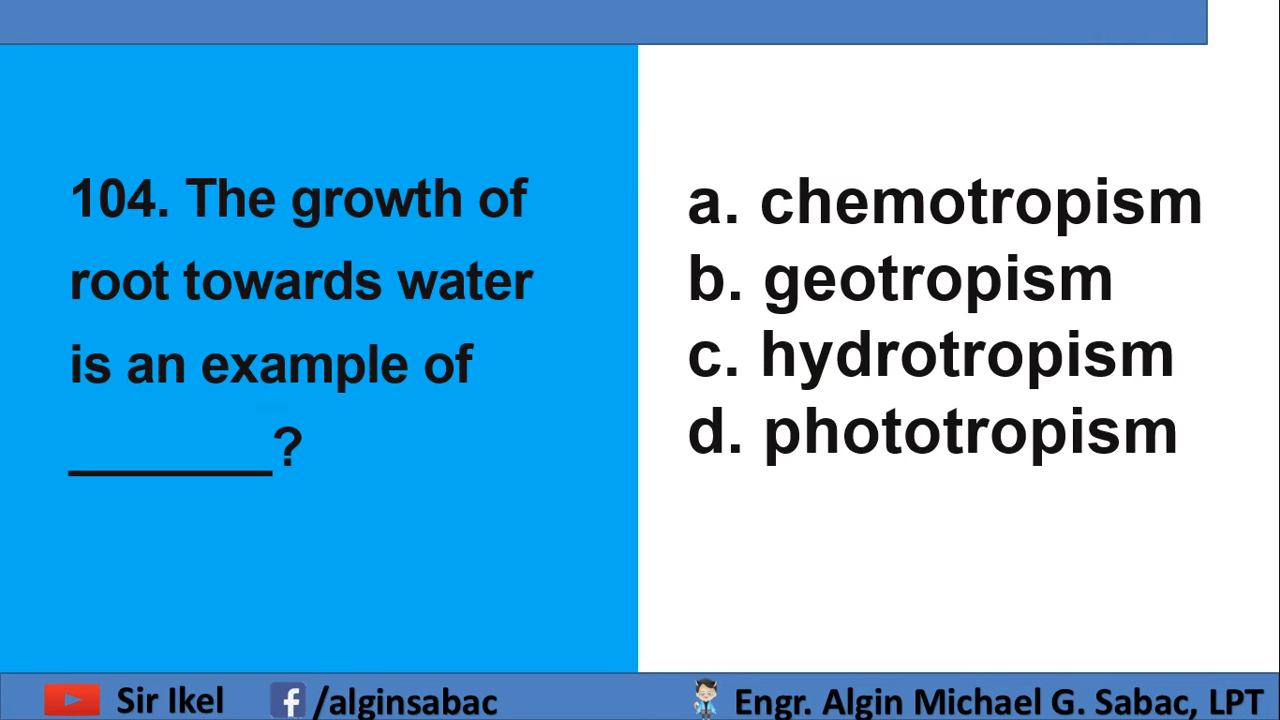 104. The growth of
root towards water
is an example of
_______?
a. chemotropism
b. geotropism
c. hydrotropism
d. phototropism
Sir Ikel
f /alginsabac
Engr. Algin Michael G. Sabac, LPT